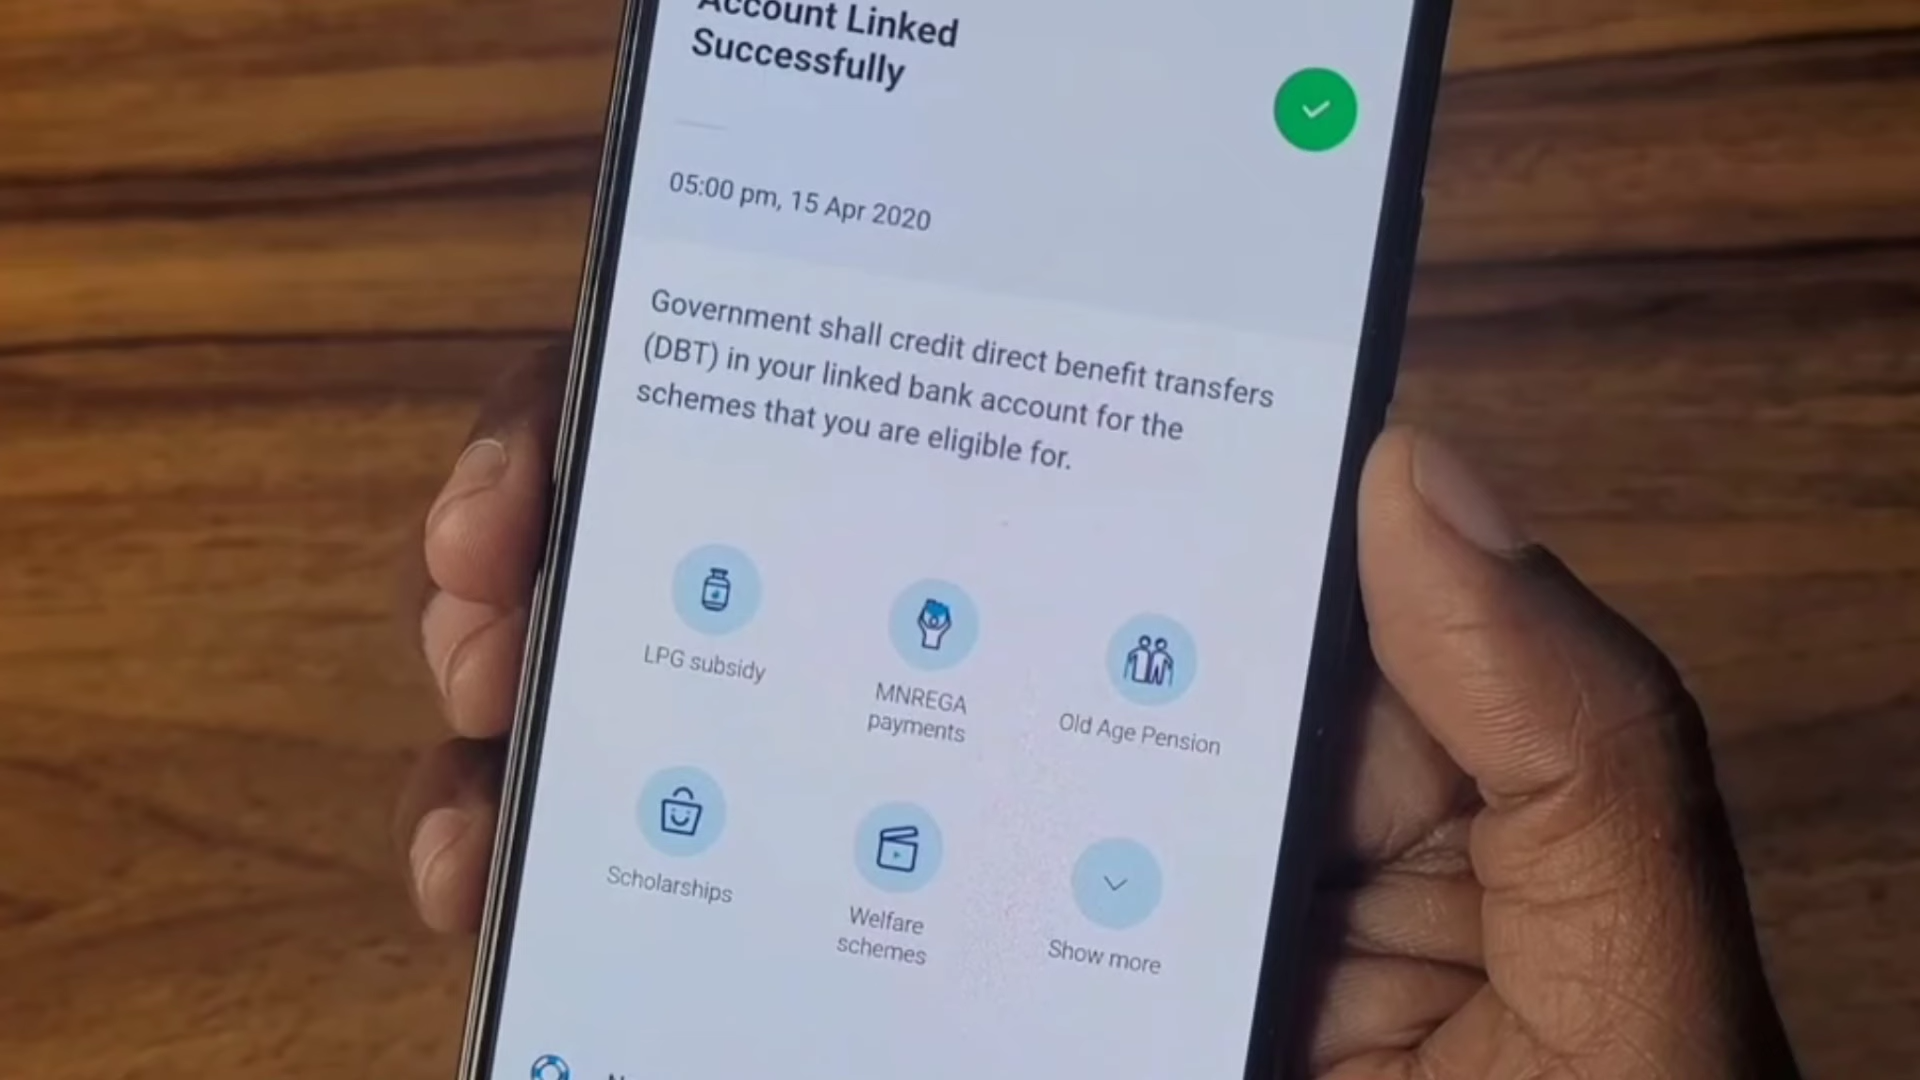 Account Linked
Successfully
05:00 pm, 15 Apr 2020
Government shall credit direct benefit transfers
(DBT) in your linked bank account for the
schemes that you are eligible for.
LPG subsidy
MNREGA
payments
Old Age Pension
Scholarships
Welfare
schemes
Show more